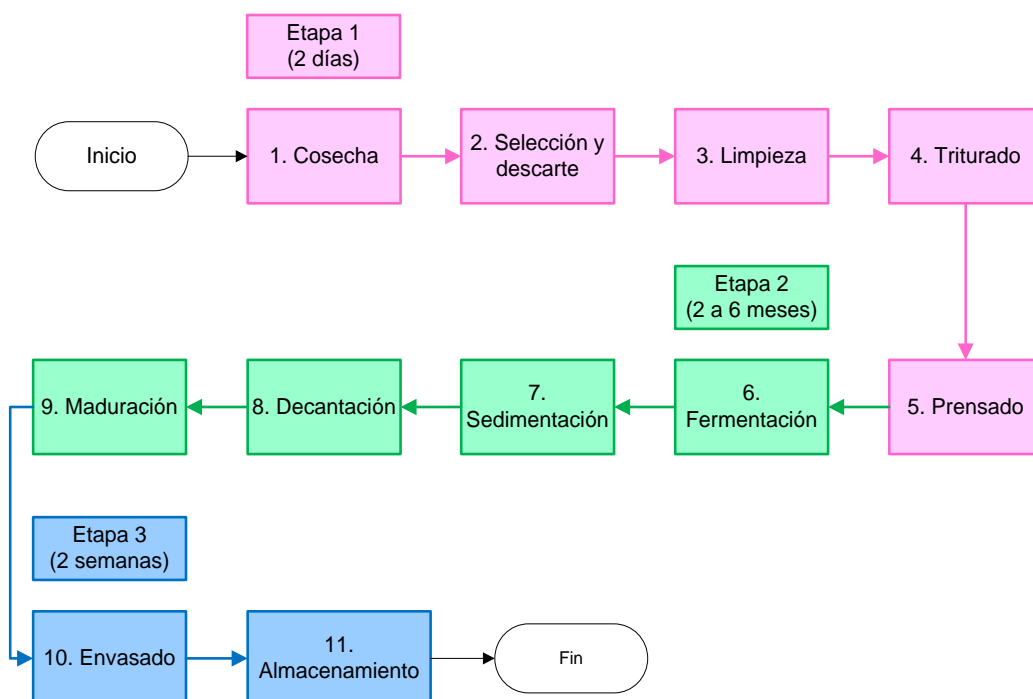 Etapa 1
(2 días)
Inicio
1. Cosecha
2. Selección y
descarte
3. Limpieza
4. Triturado
Etapa 2
(2 a 6 meses)
9. Maduración
8. Decantación
7.
Sedimentación
6.
Fermentación
5. Prensado
Etapa 3
(2 semanas)
10. Envasado
11.
Almacenamiento
Fin